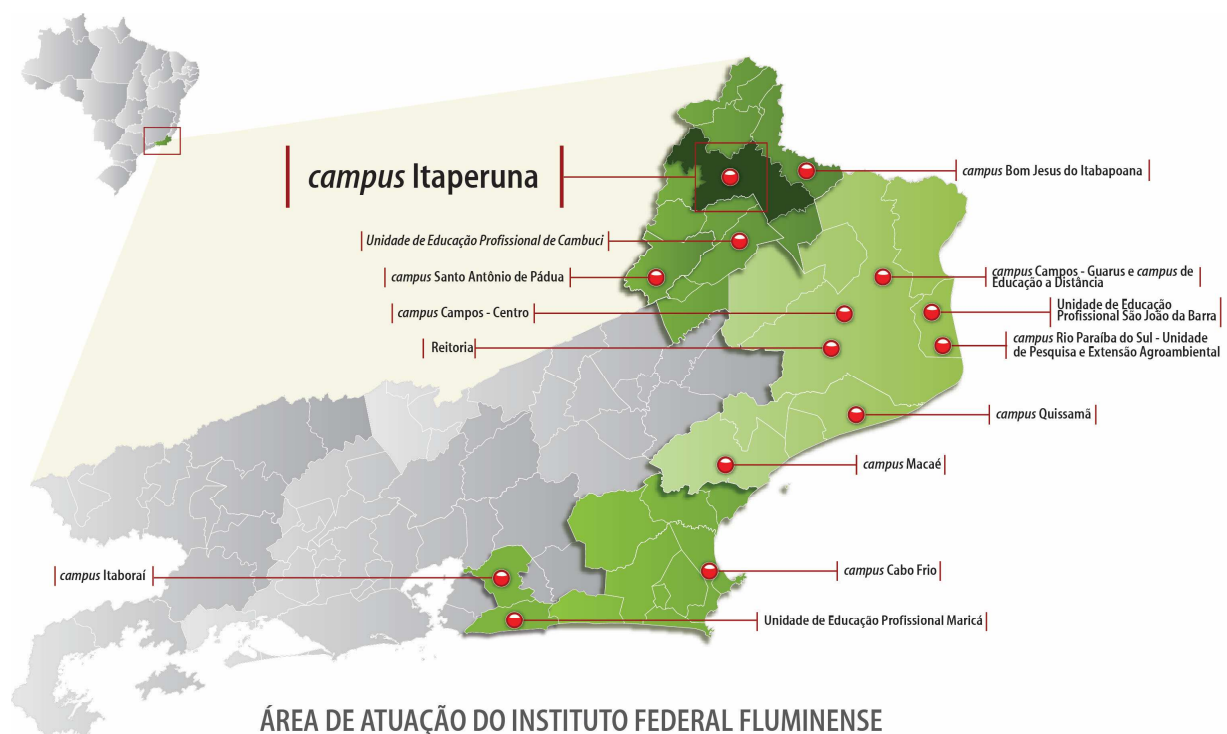 campus Itaperuna
campus Bom Jesus do Itabapoana
Unidade de Educação Profissional de Cambuci
campus Santo Antônio de Pádua
campus Campos - Guarus e campus de
Educação a Distância
campus Campos - Centro
Unidade de Educação
Profissional São João da Barra
Reitoria
campus Rio Paraíba do Sul - Unidade
de Pesquisa e Extensão Agroambiental
campus Quissamã
campus Macaé
campus Itaboraí
campus Cabo Frio
Unidade de Educação Profissional Maricá
ÁREA DE ATUAÇÃO DO INSTITUTO FEDERAL FLUMINENSE